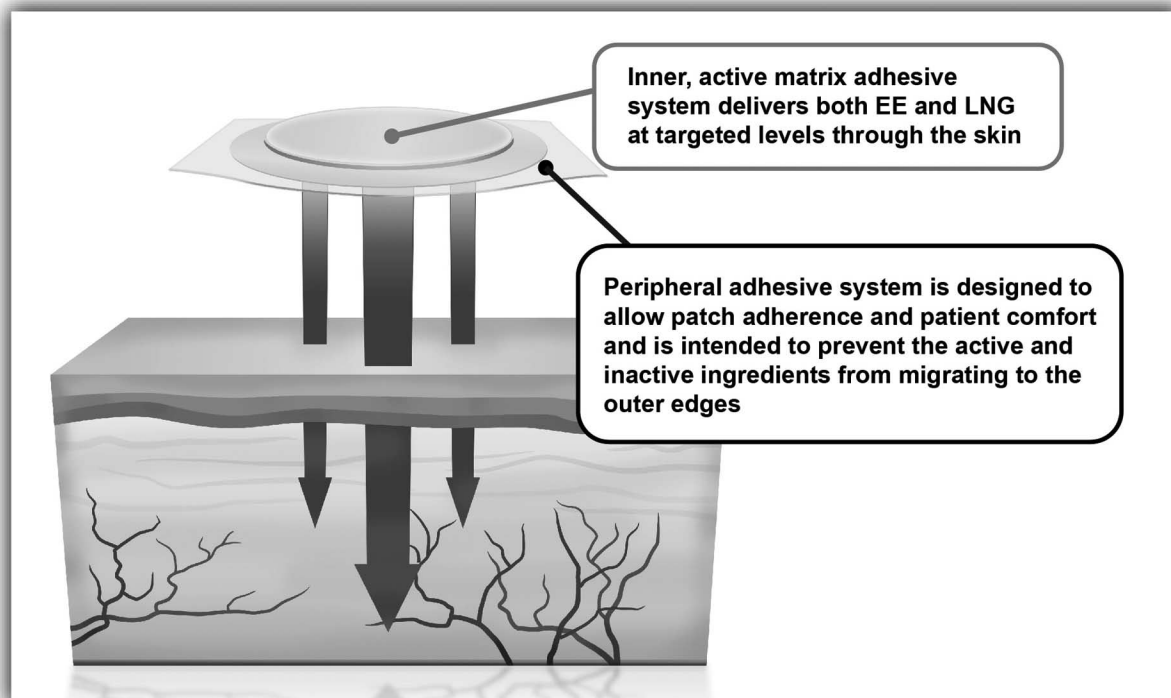 Inner, active matrix adhesive
system delivers both EE and LNG
at targeted levels through the skin
Peripheral adhesive system is designed to
allow patch adherence and patient comfort
and is intended to prevent the active and
inactive ingredients from migrating to the
outer edges